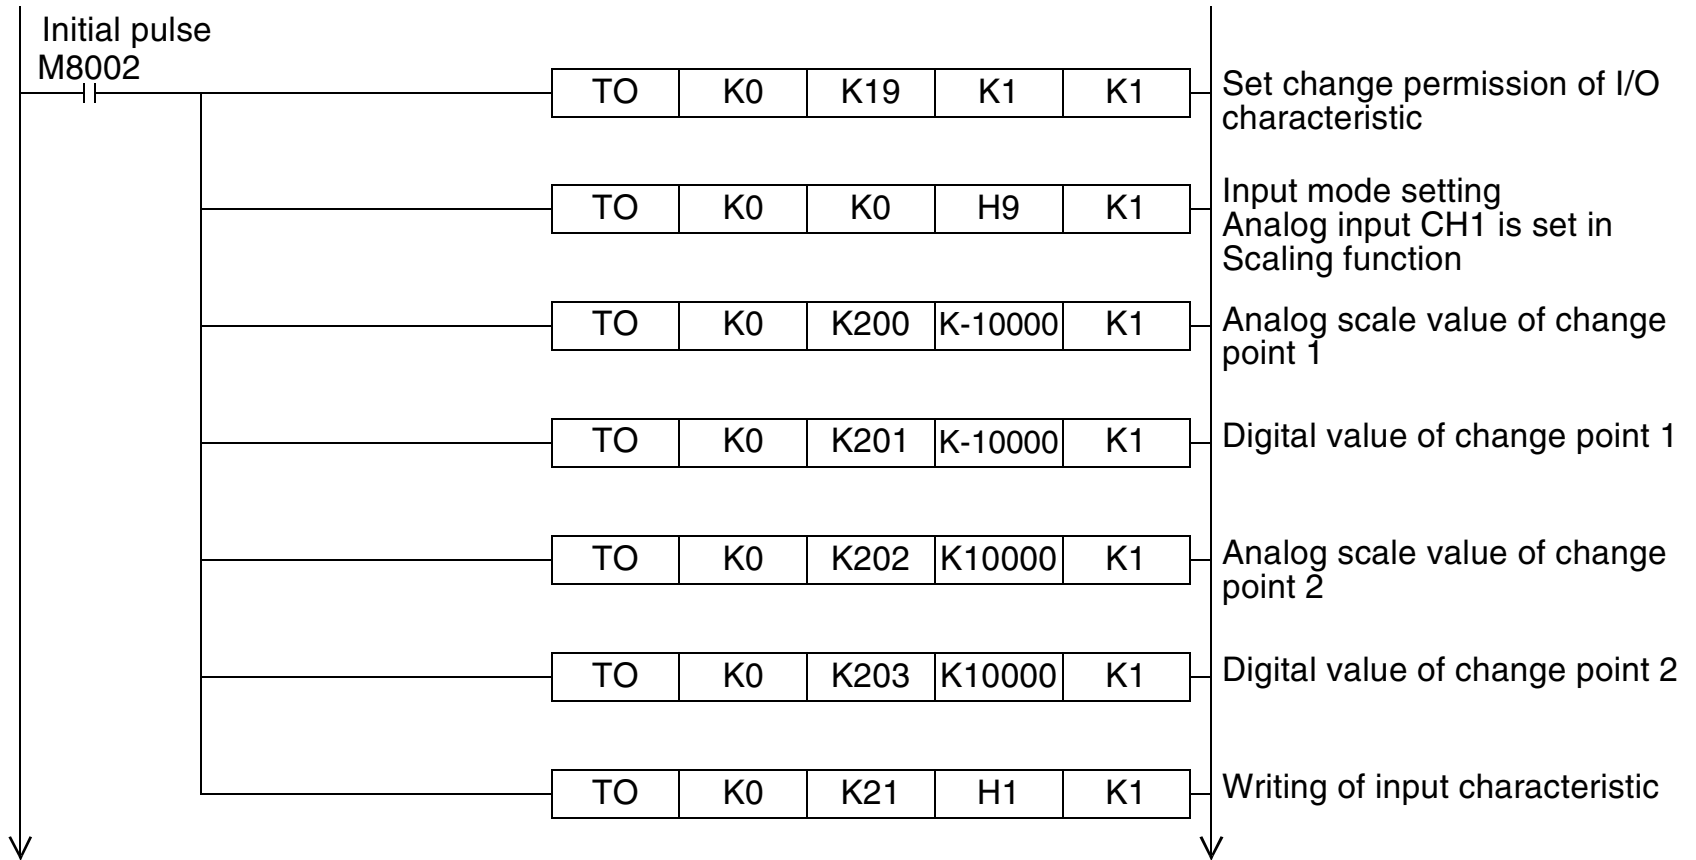 Initial pulse
M8002
TO K0 K19 K1 K1
Set change permission of I/O
characteristic
TO K0 K0 H9 K1
Input mode setting
Analog input CH1 is set in
Scaling function
TO K0 K200 K-10000 K1
Analog scale value of change
point 1
TO K0 K201 K-10000 K1
Digital value of change point 1
TO K0 K202 K10000 K1
Analog scale value of change
point 2
TO K0 K203 K10000 K1
Digital value of change point 2
TO K0 K21 H1 K1
Writing of input characteristic